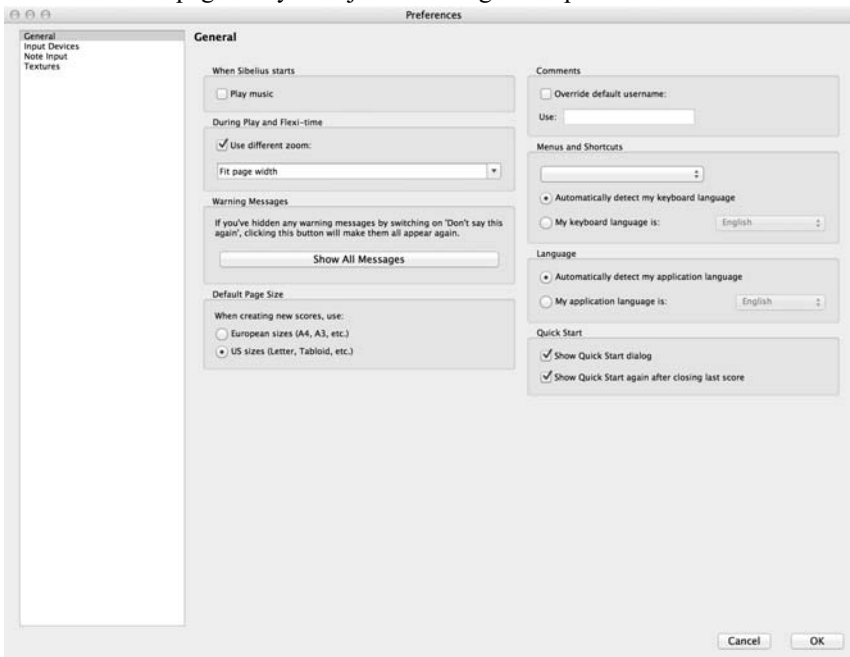 Preferences
General
Input Devices
Note Input
Textures
General
When Sibelius starts
Play music
During Play and Flexi-time
Use different zoom:
Fit page width
Warning Messages
If you've hidden any warning messages by switching on 'Don't say this
again', clicking this button will make them all appear again.
Show All Messages
Default Page Size
When creating new scores, use:
European sizes (A4, A3, etc.)
US sizes (Letter, Tabloid, etc.)
Comments
Override default username:
Use:
Menus and Shortcuts
Automatically detect my keyboard language
My keyboard language is: English
Language
Automatically detect my application language
My application language is: English
Quick Start
Show Quick Start dialog
Show Quick Start again after closing last score
Cancel OK